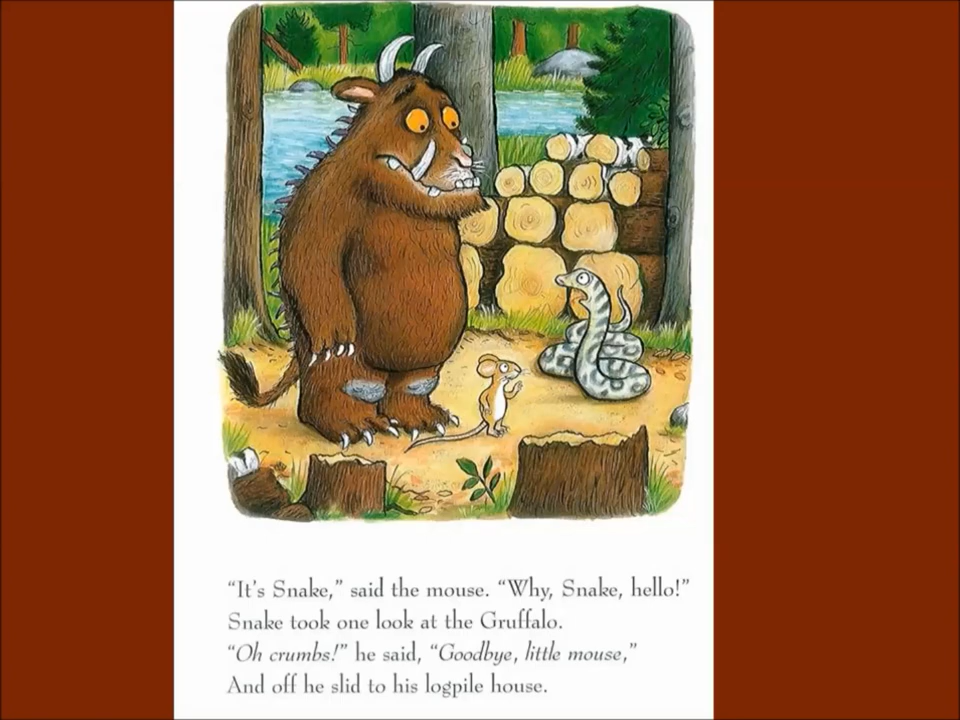 “It’s Snake,” said the mouse. “Why, Snake, hello!”
Snake took one look at the Gruffalo.
“Oh crumbs!” he said, “Goodbye, little mouse,”
And off he slid to his logpile house.